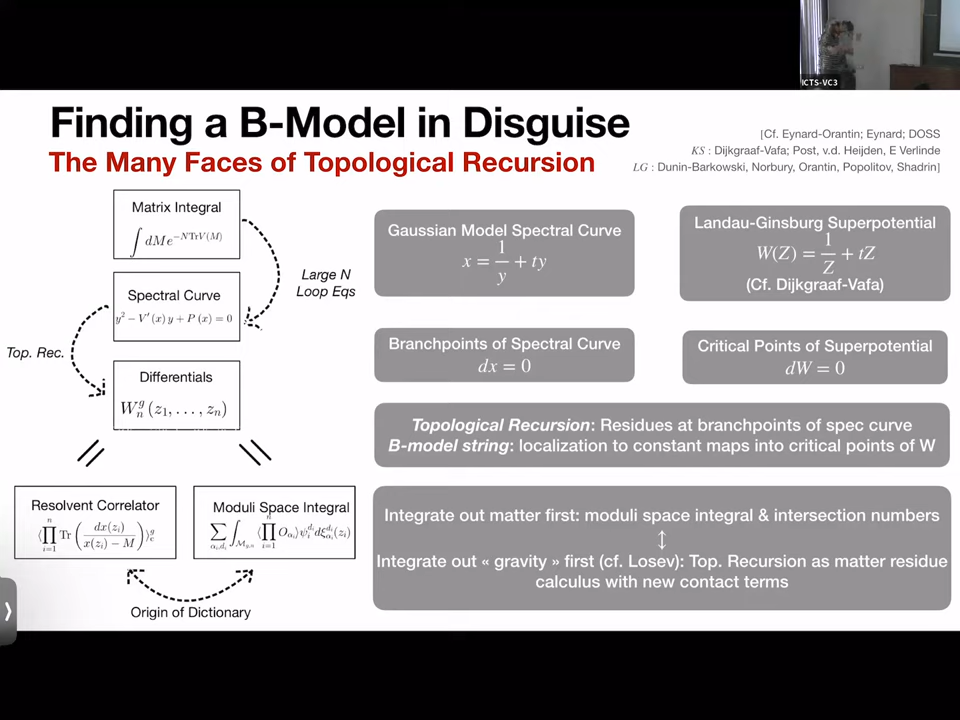 ICTS-VC3
Finding a B-Model in Disguise
The Many Faces of Topological Recursion
[Cf. Eynard-Orantin; Eynard; DOSS
KS : Dijkgraaf-Vafa; Post, v.d. Heijden, E Verlinde
LG : Dunin-Barkowski, Norbury, Orantin, Popolitov, Shadrin]
Matrix Integral
∫ dMe^{-N Tr V(M)}
Large N
Loop Eqs
Spectral Curve
y² − V′(x) y + P(x) = 0
Top. Rec.
Differentials
W_n^g (z_1, . . . , z_n)
Resolvent Correlator
⟨∏_{i=1}^n Tr (dx(z_i) / (x(z_i) − M))⟩_c^g
Moduli Space Integral
∑_{α_i,d_i} ∫_{M_{g,n}} ⟨∏_{i=1}^n O_{α_i}⟩ψ_i^{d_i} dξ_{α_i}^{d_i}(z_i)
Origin of Dictionary
Gaussian Model Spectral Curve
x = 1/y + ty
Landau-Ginsburg Superpotential
W(Z) = 1/Z + tZ
(Cf. Dijkgraaf-Vafa)
Branchpoints of Spectral Curve
dx = 0
Critical Points of Superpotential
dW = 0
Topological Recursion: Residues at branchpoints of spec curve
B-model string: localization to constant maps into critical points of W
Integrate out matter first: moduli space integral & intersection numbers
↕
Integrate out « gravity » first (cf. Losev): Top. Recursion as matter residue
calculus with new contact terms